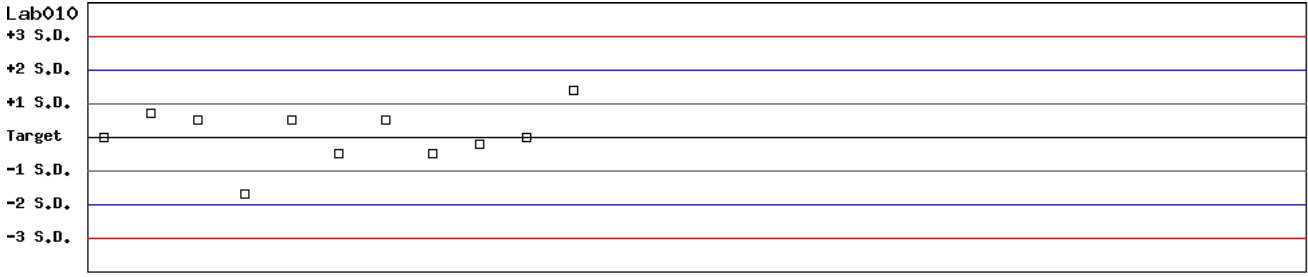 Lab010
+3 S.D.
+2 S.D.
+1 S.D.
Target
-1 S.D.
-2 S.D.
-3 S.D.